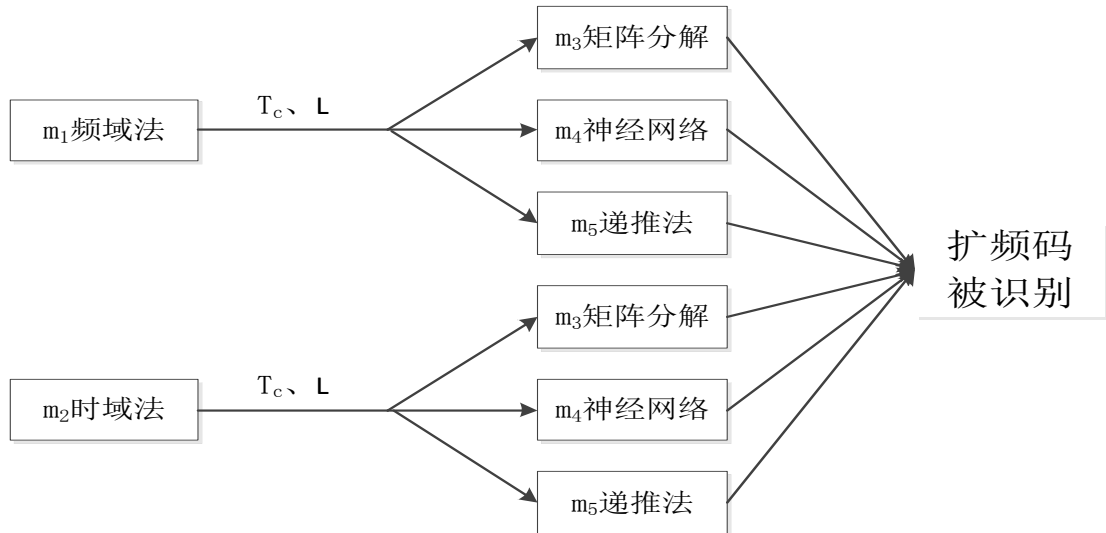 m₃矩阵分解
T_c、L
m₁频域法
m₄神经网络
m₅递推法
扩频码
被识别
m₃矩阵分解
T_c、L
m₂时域法
m₄神经网络
m₅递推法